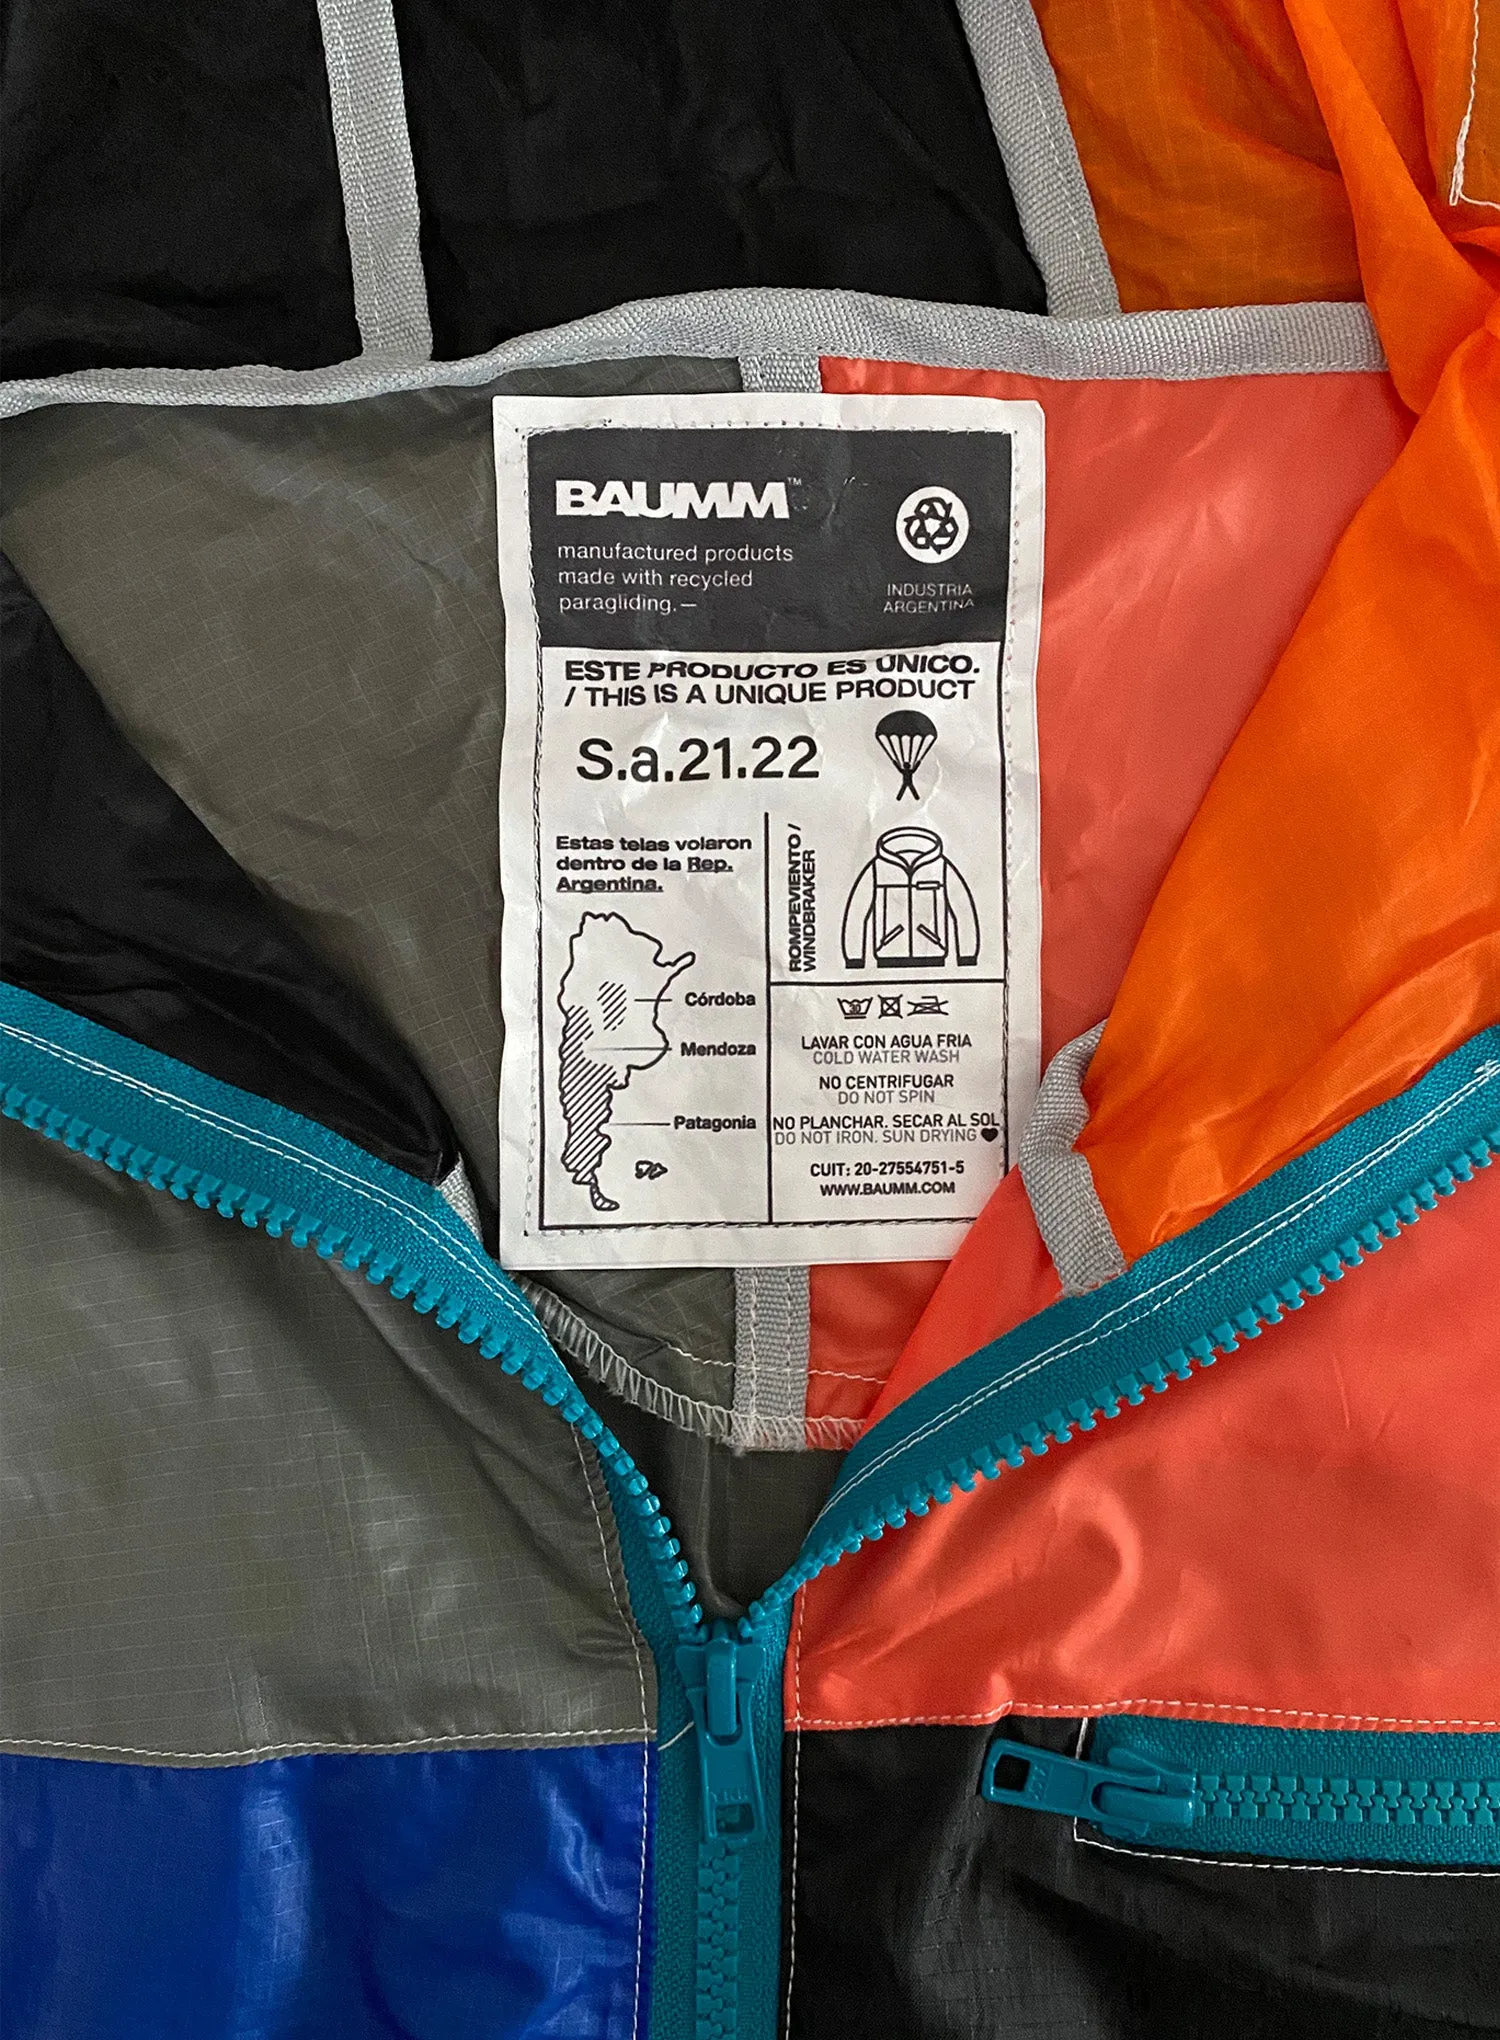 BAUMM™
manufactured products
made with recycled
paragliding.—
INDUSTRIA
ARGENTINA
ESTE PRODUCTO ES ÚNICO.
/ THIS IS A UNIQUE PRODUCT
S.a.21.22
Estas telas volaron
dentro de la Rep.
Argentina.
Córdoba
Mendoza
Patagonia
ROMPEVIENTO /
WINDBRAKER
30
LAVAR CON AGUA FRIA
COLD WATER WASH
NO CENTRIFUGAR
DO NOT SPIN
NO PLANCHAR. SECAR AL SOL
DO NOT IRON. SUN DRYING
CUIT: 20-27554751-5
WWW.BAUMM.COM